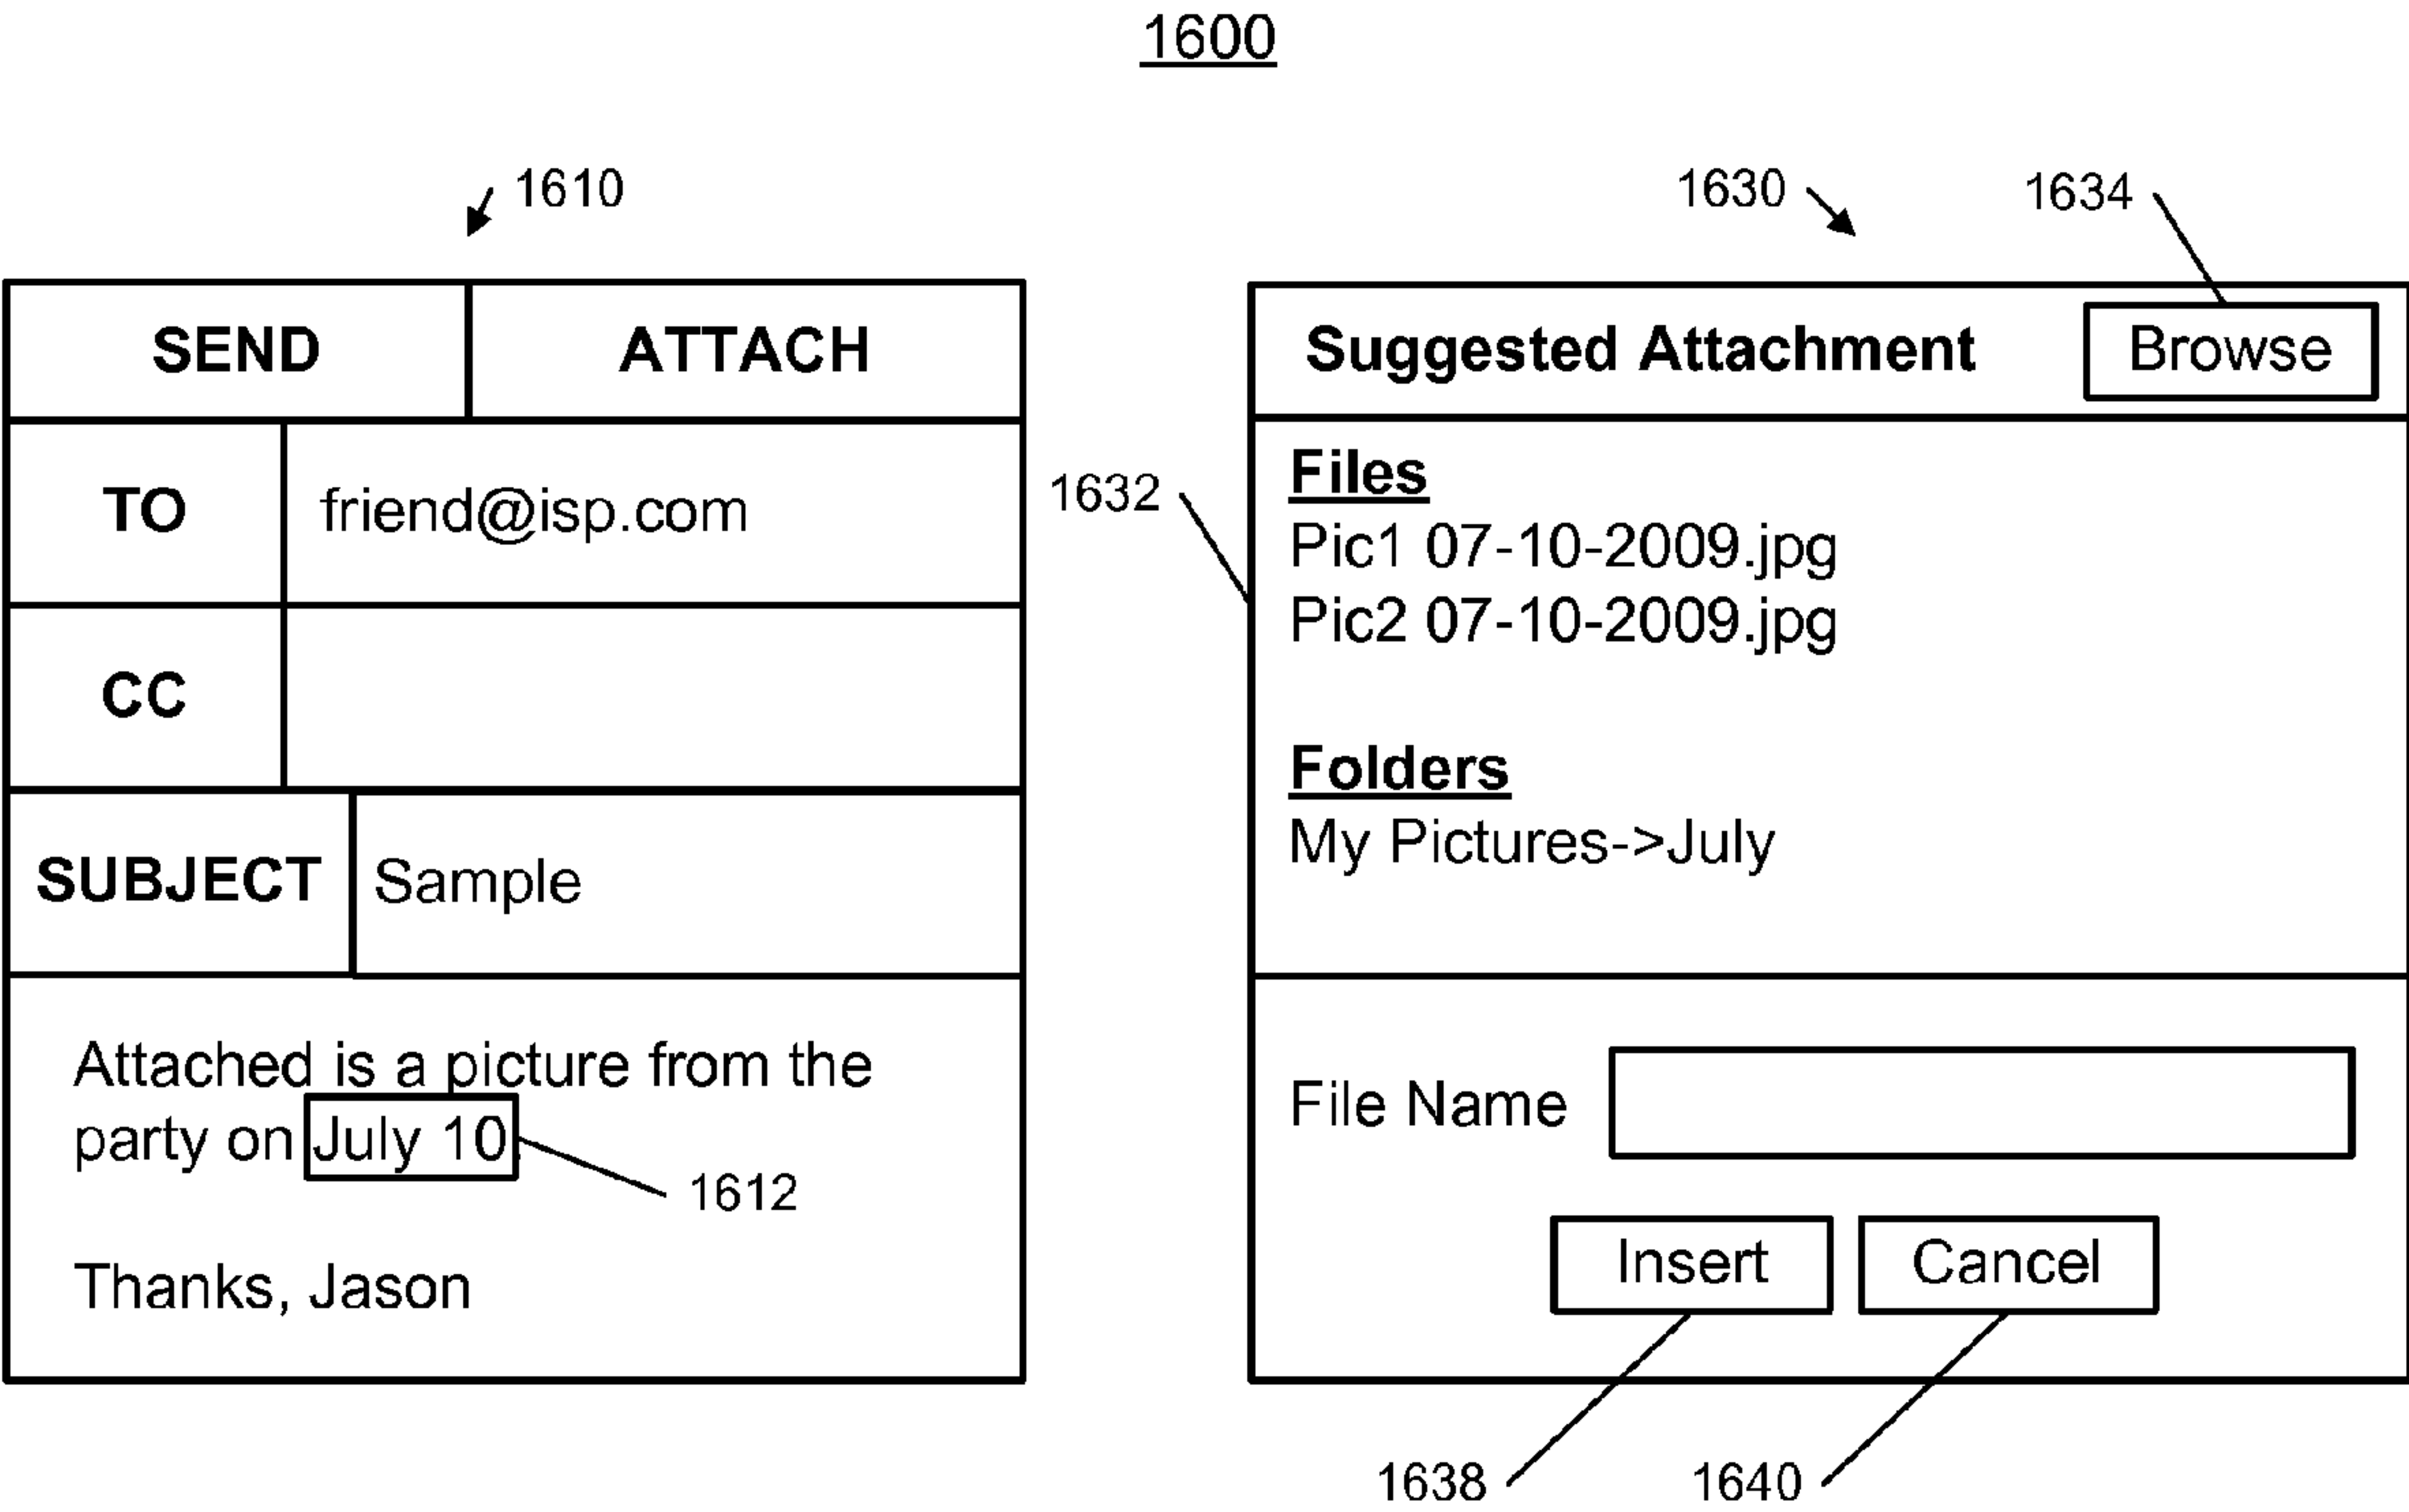 1600
1610
SEND ATTACH
TO friend@isp.com
CC
SUBJECT Sample
Attached is a picture from the
party on July 10
1612
Thanks, Jason
1630
1634
Suggested Attachment Browse
1632
Files
Pic1 07-10-2009.jpg
Pic2 07-10-2009.jpg
Folders
My Pictures->July
File Name
Insert Cancel
1638 1640